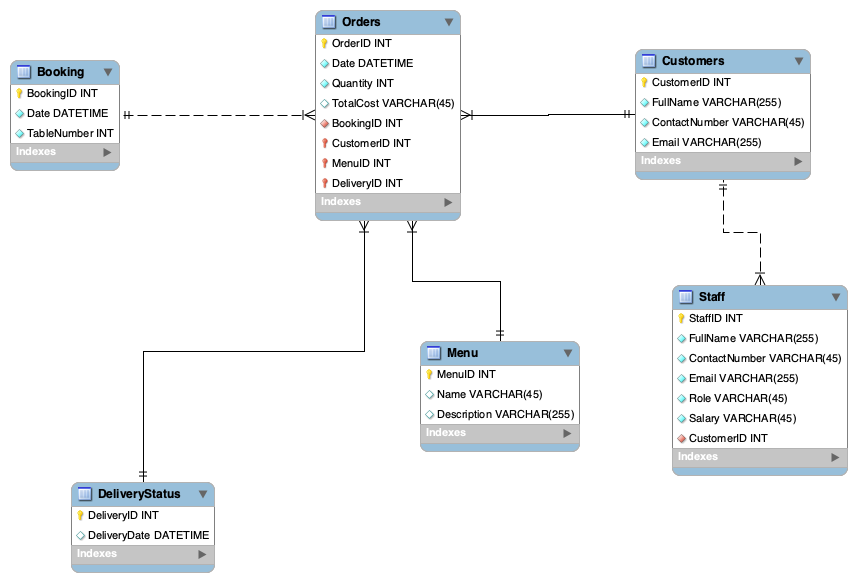 Booking
BookingID INT
Date DATETIME
TableNumber INT
Indexes
Orders
OrderID INT
Date DATETIME
Quantity INT
TotalCost VARCHAR(45)
BookingID INT
CustomerID INT
MenuID INT
DeliveryID INT
Indexes
Customers
CustomerID INT
FullName VARCHAR(255)
ContactNumber VARCHAR(45)
Email VARCHAR(255)
Indexes
Staff
StaffID INT
FullName VARCHAR(255)
ContactNumber VARCHAR(45)
Email VARCHAR(255)
Role VARCHAR(45)
Salary VARCHAR(45)
CustomerID INT
Indexes
Menu
MenuID INT
Name VARCHAR(45)
Description VARCHAR(255)
Indexes
DeliveryStatus
DeliveryID INT
DeliveryDate DATETIME
Indexes